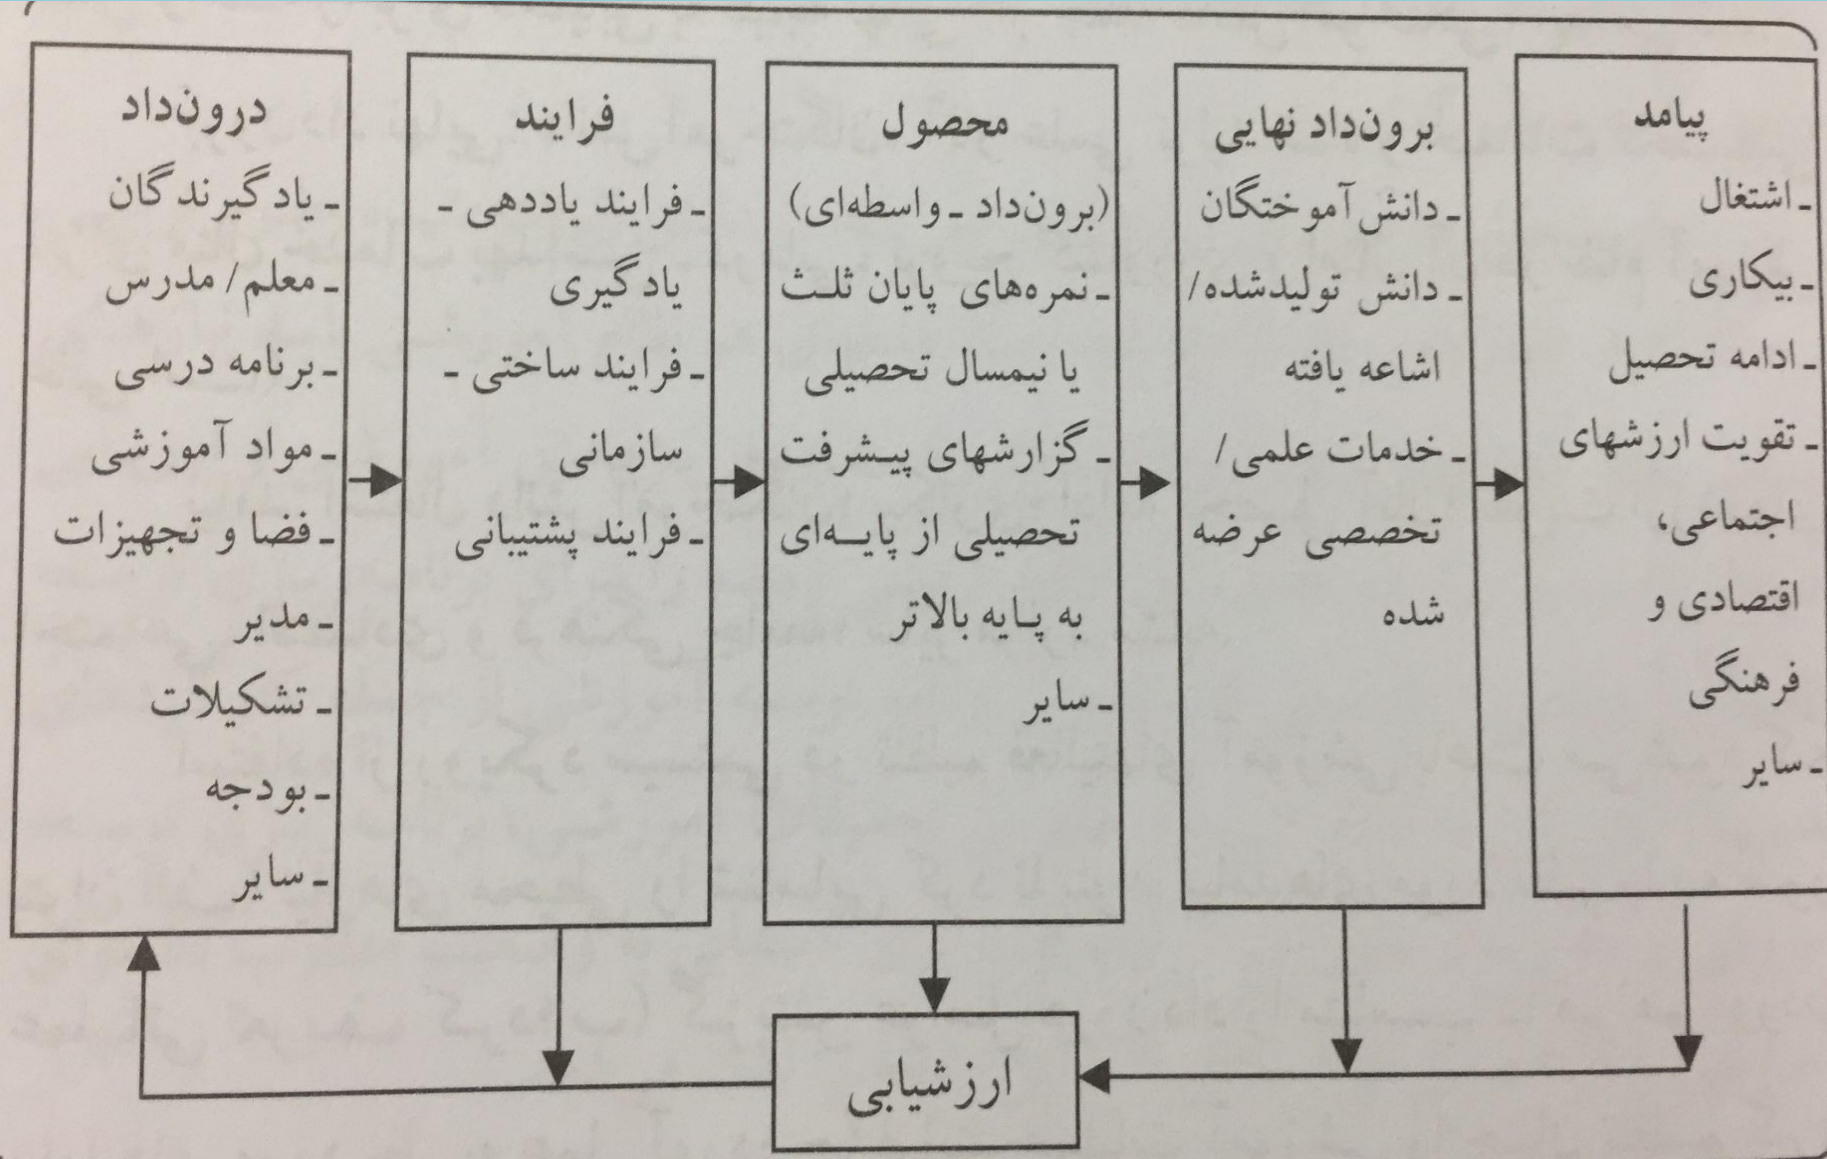 درون‌داد
ـ یادگیرندگان
ـ معلم/ مدرس
ـ برنامه درسی
ـ مواد آموزشی
ـ فضا و تجهیزات
ـ مدیر
ـ تشکیلات
ـ بودجه
ـ سایر
فرایند
ـ فرایند یاددهی ـ
یادگیری
ـ فرایند ساختی ـ
سازمانی
ـ فرایند پشتیبانی
محصول
(برون‌داد ـ واسطه‌ای)
ـ نمره‌های پایان ثلث
یا نیمسال تحصیلی
ـ گزارشهای پیشرفت
تحصیلی از پایه‌ای
به پایه بالاتر
ـ سایر
برون‌داد نهایی
ـ دانش آموختگان
ـ دانش تولیدشده/
اشاعه یافته
ـ خدمات علمی/
تخصصی عرضه
شده
پیامد
ـ اشتغال
ـ بیکاری
ـ ادامه تحصیل
ـ تقویت ارزشهای
اجتماعی،
اقتصادی و
فرهنگی
ـ سایر
ارزشیابی